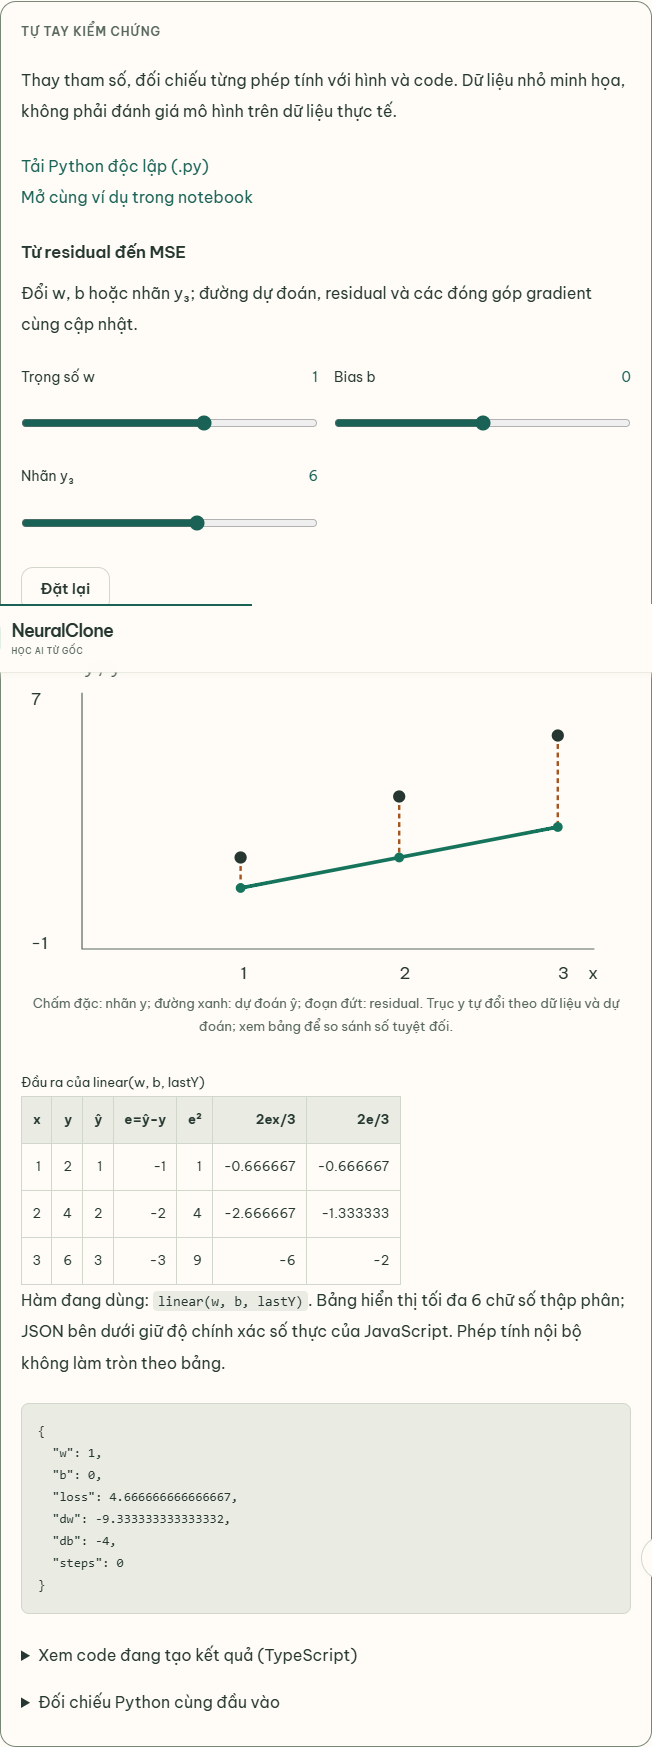 TỰ TAY KIỂM CHỨNG
Thay tham số, đối chiếu từng phép tính với hình và code. Dữ liệu nhỏ minh họa,
không phải đánh giá mô hình trên dữ liệu thực tế.
Tải Python độc lập (.py)
Mở cùng ví dụ trong notebook
Từ residual đến MSE
Đổi w, b hoặc nhãn y₃; đường dự đoán, residual và các đóng góp gradient
cùng cập nhật.
Trọng số w 1 Bias b 0
Nhãn y₃ 6
Đặt lại
NeuralClone
HỌC AI TỪ GỐC
7
-1
1 2 3 x
Chấm đặc: nhãn y; đường xanh: dự đoán ŷ; đoạn đứt: residual. Trục y tự đổi theo dữ liệu và dự
đoán; xem bảng để so sánh số tuyệt đối.
Đầu ra của linear(w, b, lastY)
x y ŷ e=ŷ-y e² 2ex/3 2e/3
1 2 1 -1 1 -0.666667 -0.666667
2 4 2 -2 4 -2.666667 -1.333333
3 6 3 -3 9 -6 -2
Hàm đang dùng: linear(w, b, lastY). Bảng hiển thị tối đa 6 chữ số thập phân;
JSON bên dưới giữ độ chính xác số thực của JavaScript. Phép tính nội bộ
không làm tròn theo bảng.
{
"w": 1,
"b": 0,
"loss": 4.666666666666667,
"dw": -9.333333333333332,
"db": -4,
"steps": 0
}
▶ Xem code đang tạo kết quả (TypeScript)
▶ Đối chiếu Python cùng đầu vào